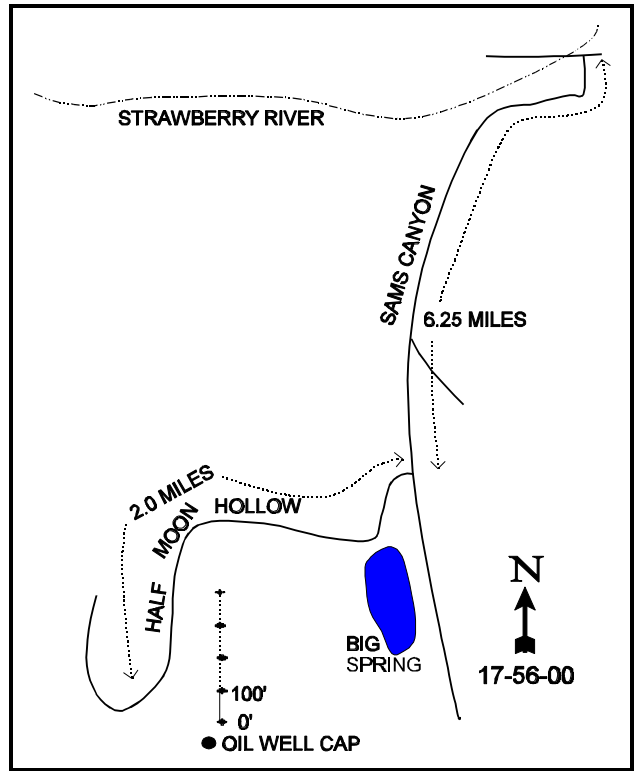 STRAWBERRY RIVER
SAMS CANYON
6.25 MILES
2.0 MILES
HALF MOON HOLLOW
BIG
SPRING
N
17-56-00
100'
0'
OIL WELL CAP